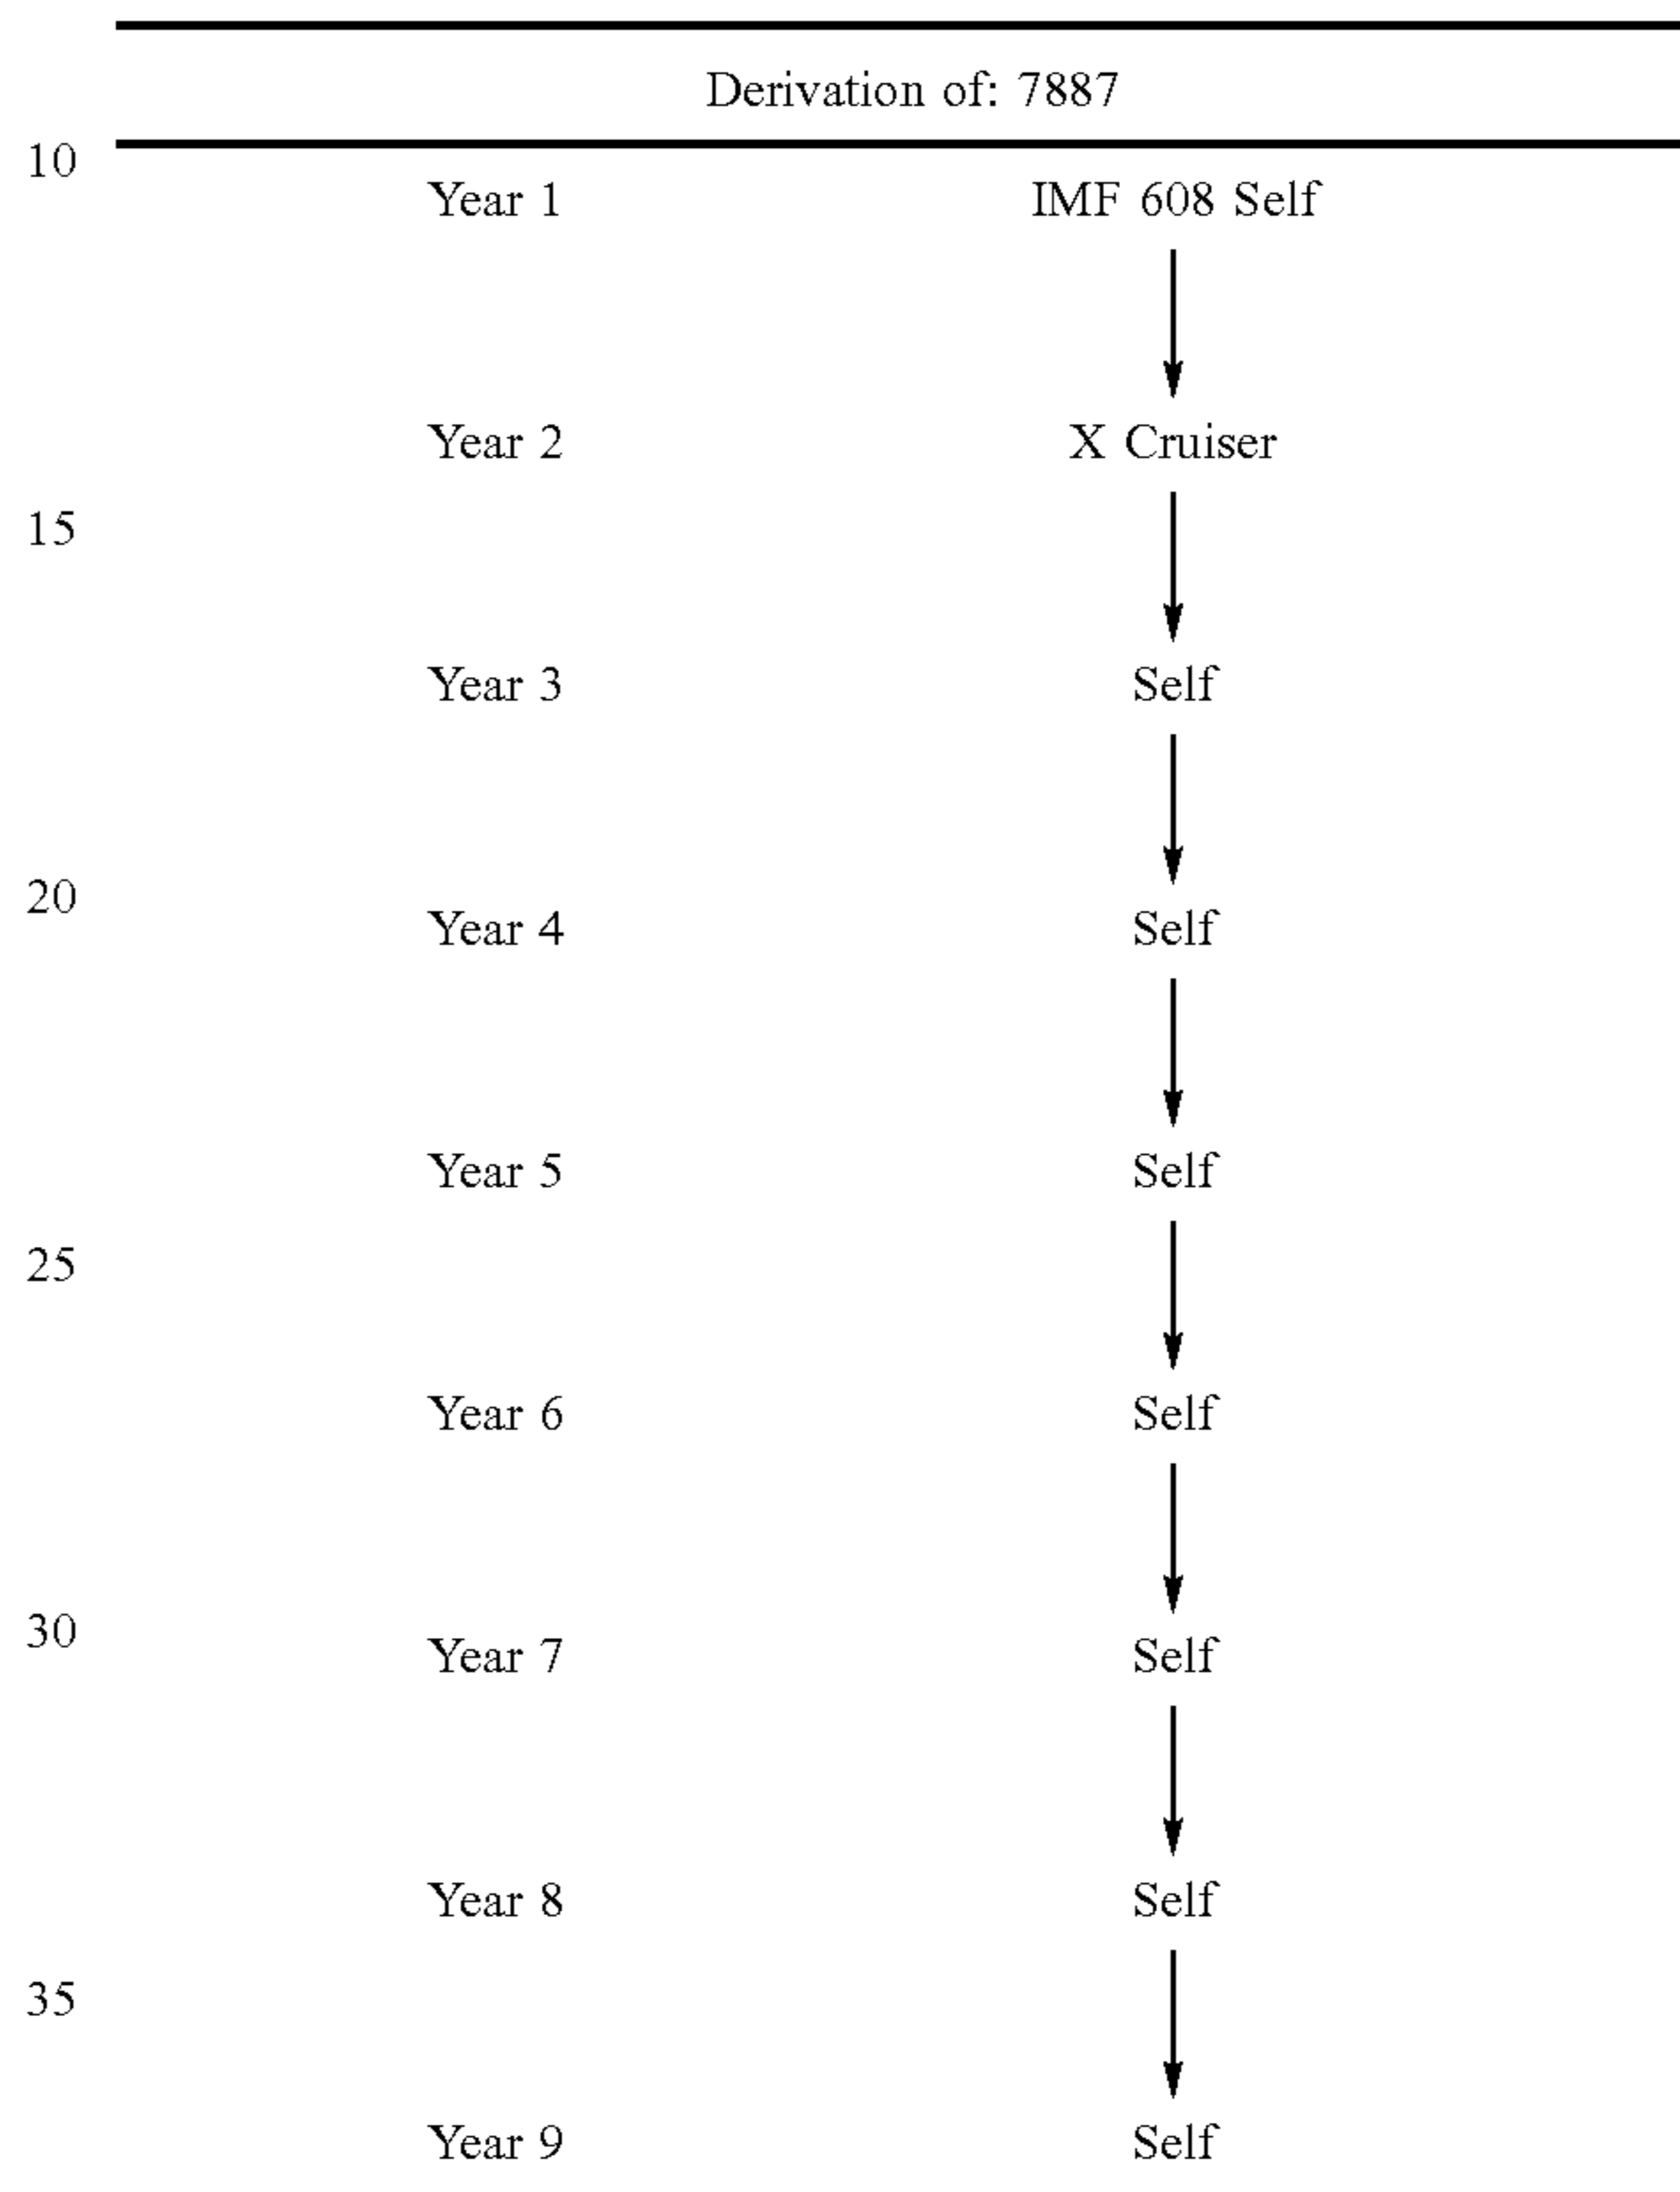 Derivation of: 7887
10
Year 1 IMF 608 Self
Year 2 X Cruiser
15
Year 3 Self
20
Year 4 Self
Year 5 Self
25
Year 6 Self
30
Year 7 Self
Year 8 Self
35
Year 9 Self